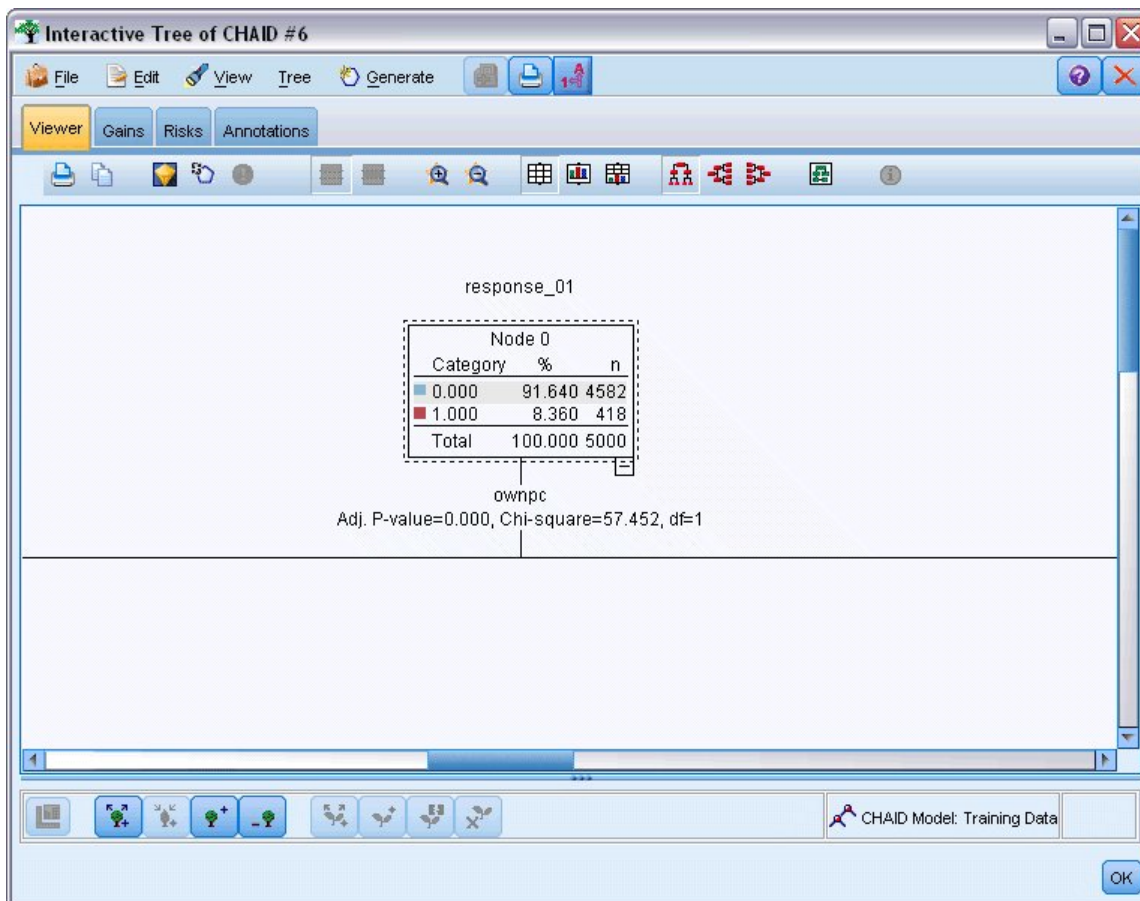 Interactive Tree of CHAID #6
File Edit View Tree Generate
Viewer Gains Risks Annotations
response_01
Node 0
Category % n
0.000 91.640 4582
1.000 8.360 418
Total 100.000 5000
ownpc
Adj. P-value=0.000, Chi-square=57.452, df=1
CHAID Model: Training Data
OK